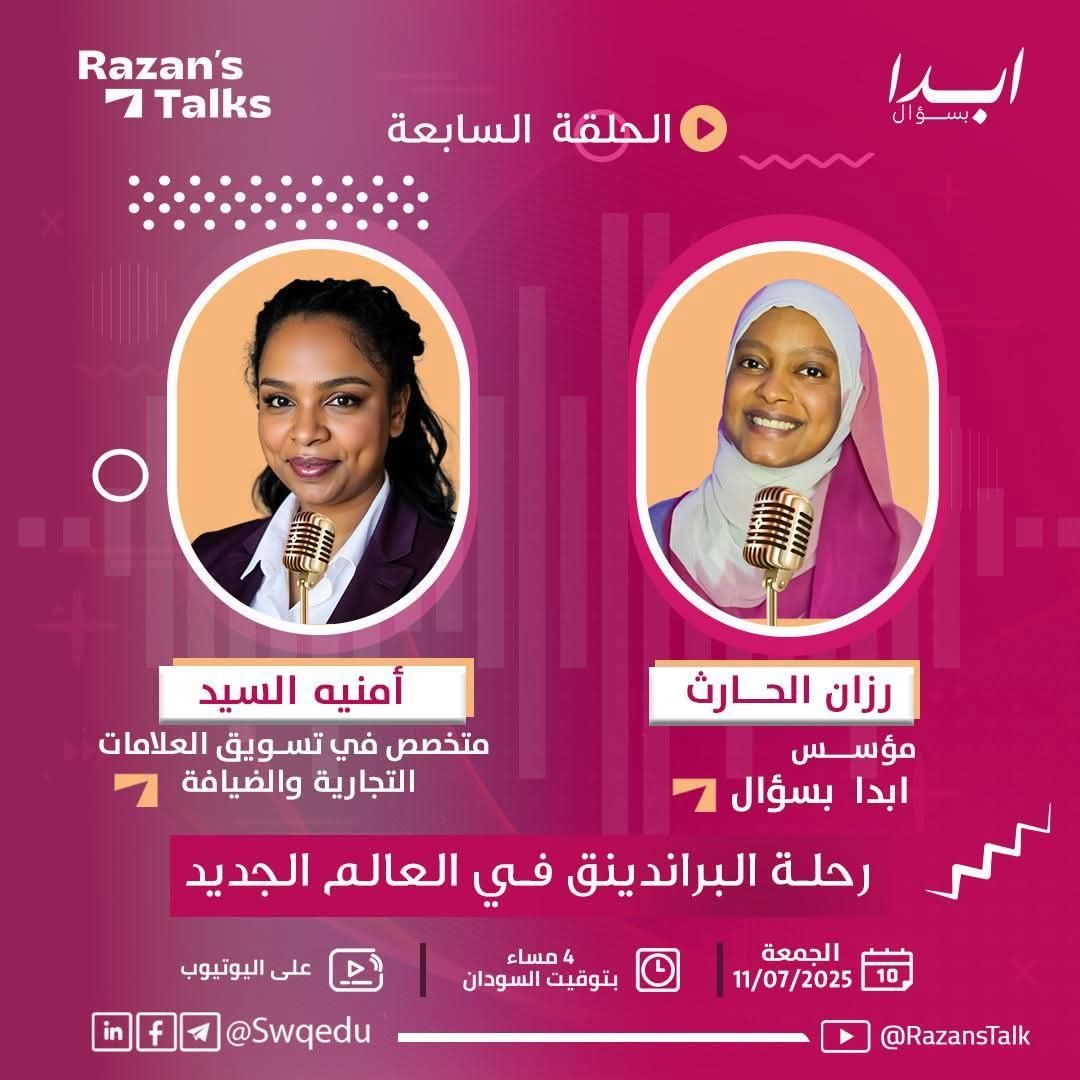 Razan's
Talks
ابدا
بسؤال
الحلقة السابعة
رزان الحارث
مؤسس
ابدا بسؤال
أمنيه السيد
متخصص في تسويق العلامات
التجارية والضيافة
رحلة البراندينق في العالم الجديد
10
الجمعة
11/07/2025
4 مساء
بتوقيت السودان
على اليوتيوب
in f @Swqedu
@RazansTalk